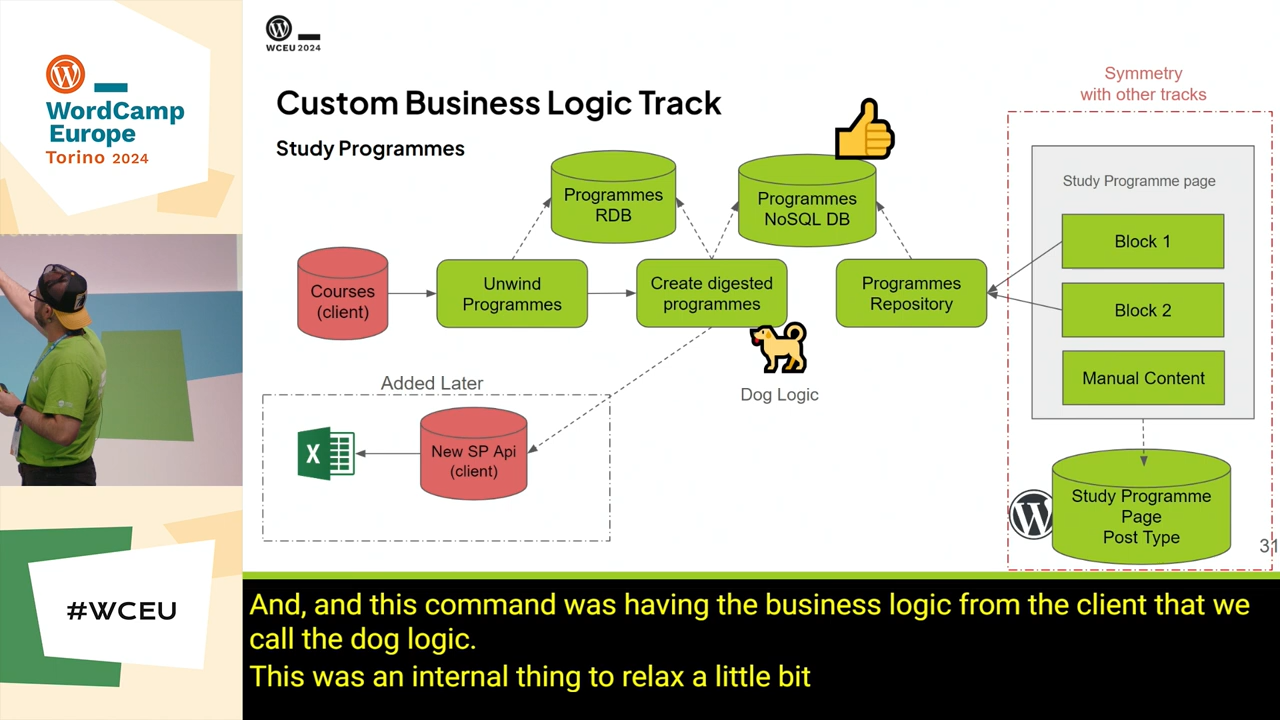 WordCamp
Europe
Torino 2024
#WCEU
WCEU 2024
Custom Business Logic Track
Study Programmes
Programmes
RDB
Programmes
NoSQL DB
Courses
(client)
Unwind
Programmes
Create digested
programmes
Programmes
Repository
Dog Logic
Added Later
X
New SP Api
(client)
Symmetry
with other tracks
Study Programme page
Block 1
Block 2
Manual Content
Study Programme
Page
Post Type
31
And, and this command was having the business logic from the client that we
call the dog logic.
This was an internal thing to relax a little bit